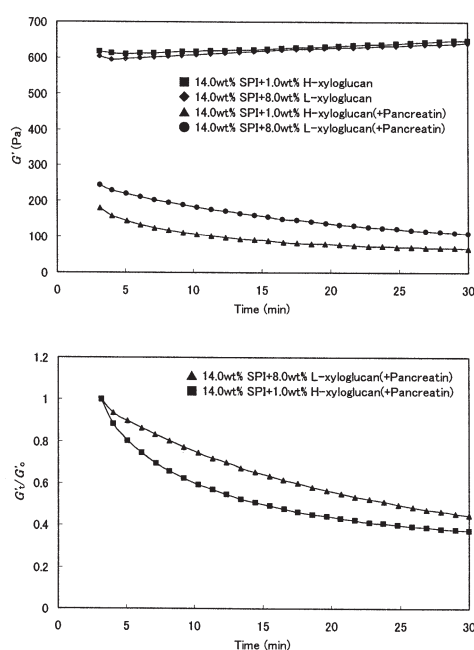 700
600
500
400
300
200
100
0
G' (Pa)
14.0wt% SPI+1.0wt% H-xyloglucan
14.0wt% SPI+8.0wt% L-xyloglucan
14.0wt% SPI+1.0wt% H-xyloglucan(+Pancreatin)
14.0wt% SPI+8.0wt% L-xyloglucan(+Pancreatin)
0 5 10 15 20 25 30
Time (min)
1.2
1
0.8
0.6
0.4
0.2
0
G't/G'o
14.0wt% SPI+8.0wt% L-xyloglucan(+Pancreatin)
14.0wt% SPI+1.0wt% H-xyloglucan(+Pancreatin)
0 5 10 15 20 25 30
Time (min)